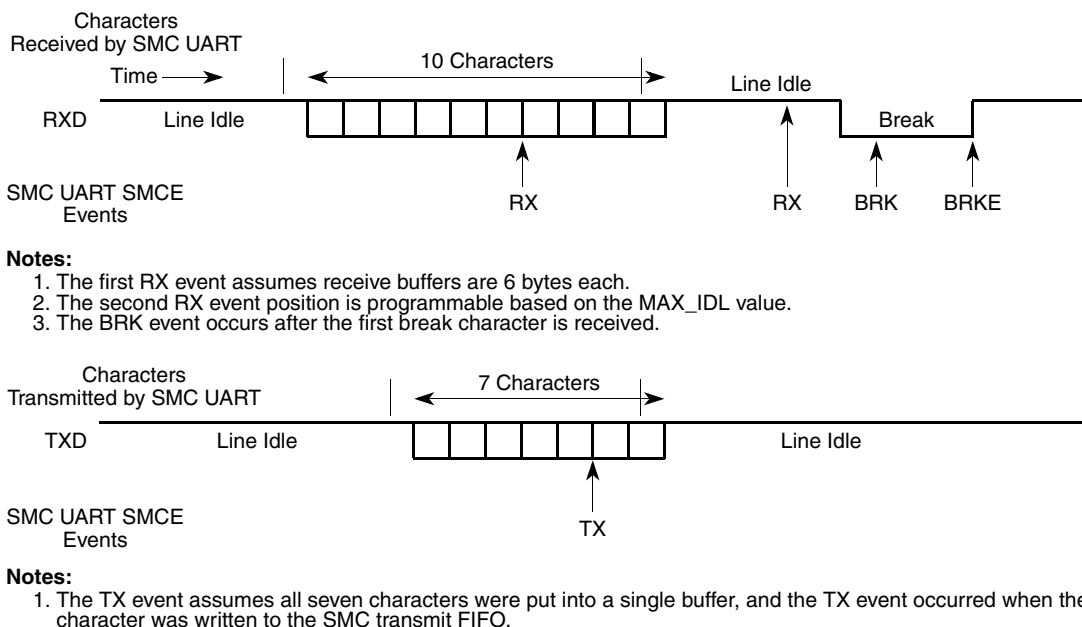 Characters
Received by SMC UART
Time
10 Characters
Line Idle
RXD
Line Idle
Break
SMC UART SMCE
Events
RX
RX
BRK
BRKE
Notes:
1. The first RX event assumes receive buffers are 6 bytes each.
2. The second RX event position is programmable based on the MAX_IDL value.
3. The BRK event occurs after the first break character is received.
Characters
Transmitted by SMC UART
7 Characters
TXD
Line Idle
Line Idle
SMC UART SMCE
Events
TX
Notes:
1. The TX event assumes all seven characters were put into a single buffer, and the TX event occurred when the
character was written to the SMC transmit FIFO.